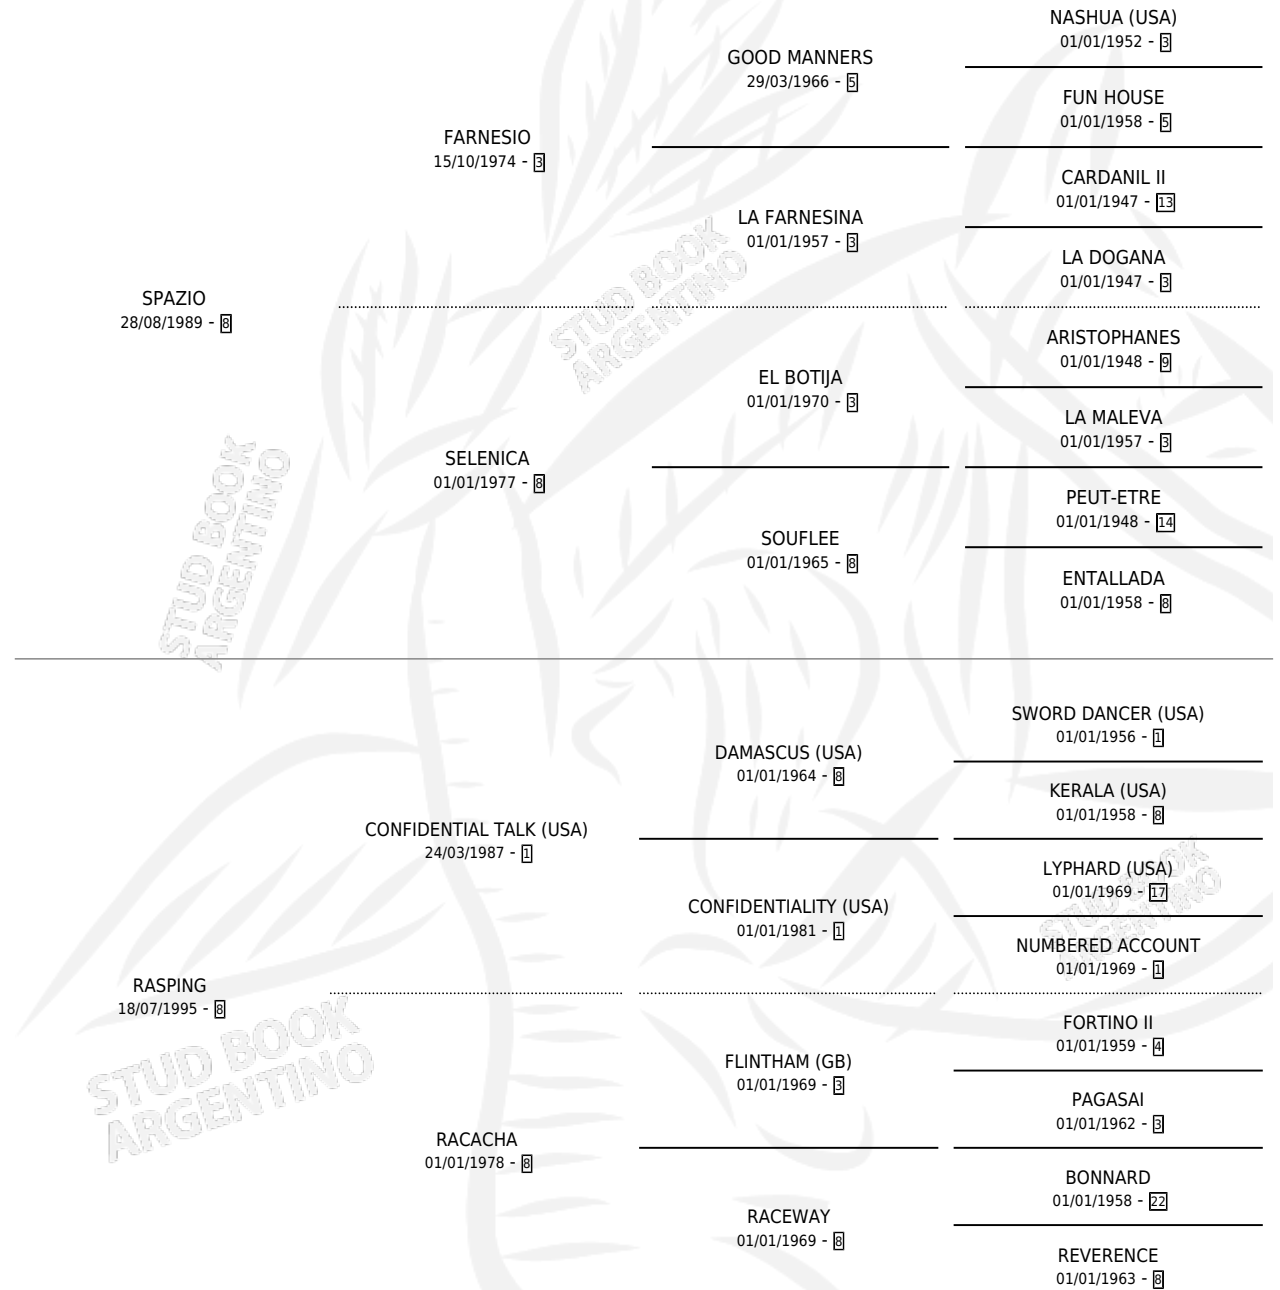 NASHUA (USA)
01/01/1952 - 3
GOOD MANNERS
29/03/1966 - 5
FUN HOUSE
01/01/1958 - 5
FARNESIO
15/10/1974 - 3
CARDANIL II
01/01/1947 - 13
LA FARNESINA
01/01/1957 - 3
LA DOGANA
01/01/1947 - 3
SPAZIO
28/08/1989 - 8
STUD BOOK
ARGENTINO
ARISTOPHANES
01/01/1948 - 9
EL BOTIJA
01/01/1970 - 3
LA MALEVA
01/01/1957 - 3
SELENICA
01/01/1977 - 8
PEUT-ETRE
01/01/1948 - 14
SOUFLEE
01/01/1965 - 8
ENTALLADA
01/01/1958 - 8
STUD BOOK
ARGENTINO
SWORD DANCER (USA)
01/01/1956 - 1
DAMASCUS (USA)
01/01/1964 - 8
KERALA (USA)
01/01/1958 - 8
CONFIDENTIAL TALK (USA)
24/03/1987 - 1
LYPHARD (USA)
01/01/1969 - 17
CONFIDENTIALITY (USA)
01/01/1981 - 1
STUD BOOK
ARGENTINO
NUMBERED ACCOUNT
01/01/1969 - 1
RASPING
18/07/1995 - 8
FORTINO II
01/01/1959 - 4
FLINTHAM (GB)
01/01/1969 - 3
STUD BOOK
ARGENTINO
PAGASAI
01/01/1962 - 3
RACACHA
01/01/1978 - 8
BONNARD
01/01/1958 - 22
RACEWAY
01/01/1969 - 8
REVERENCE
01/01/1963 - 8